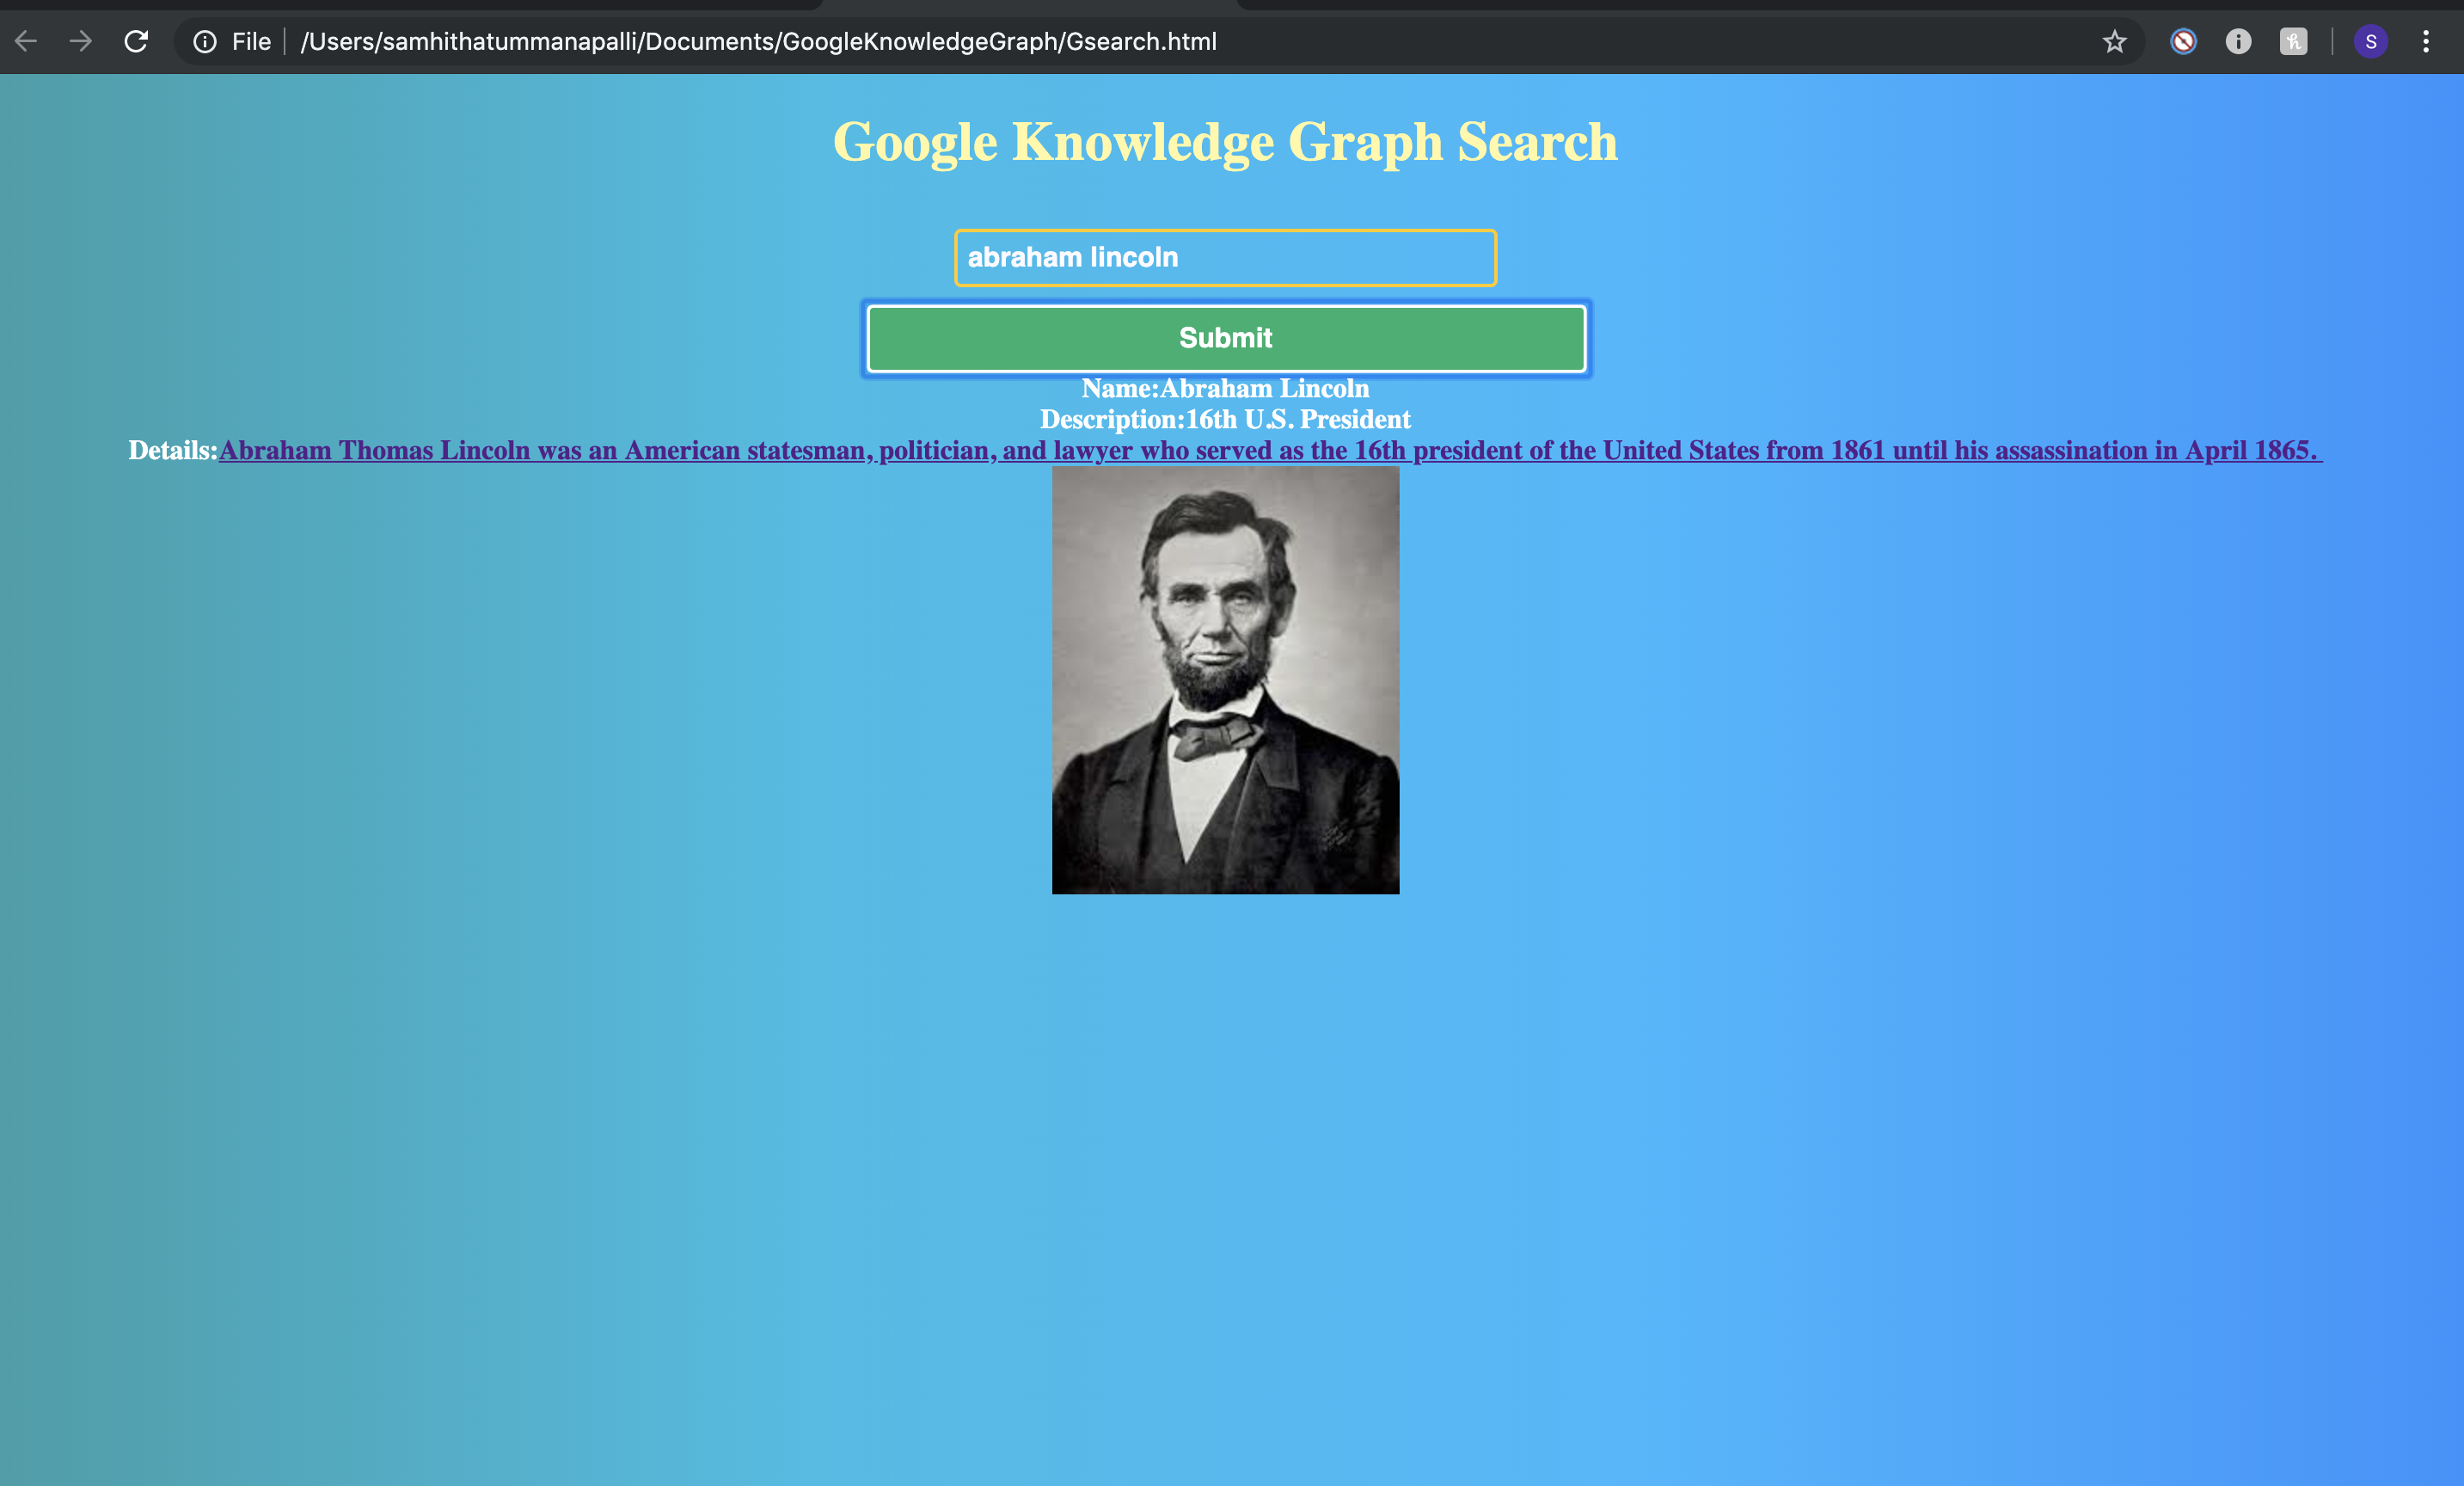 File
/Users/samhithatummanapalli/Documents/GoogleKnowledgeGraph/Gsearch.html
S
Google Knowledge Graph Search
abraham lincoln
Submit
Name:Abraham Lincoln
Description:16th U.S. President
Details:Abraham Thomas Lincoln was an American statesman, politician, and lawyer who served as the 16th president of the United States from 1861 until his assassination in April 1865.